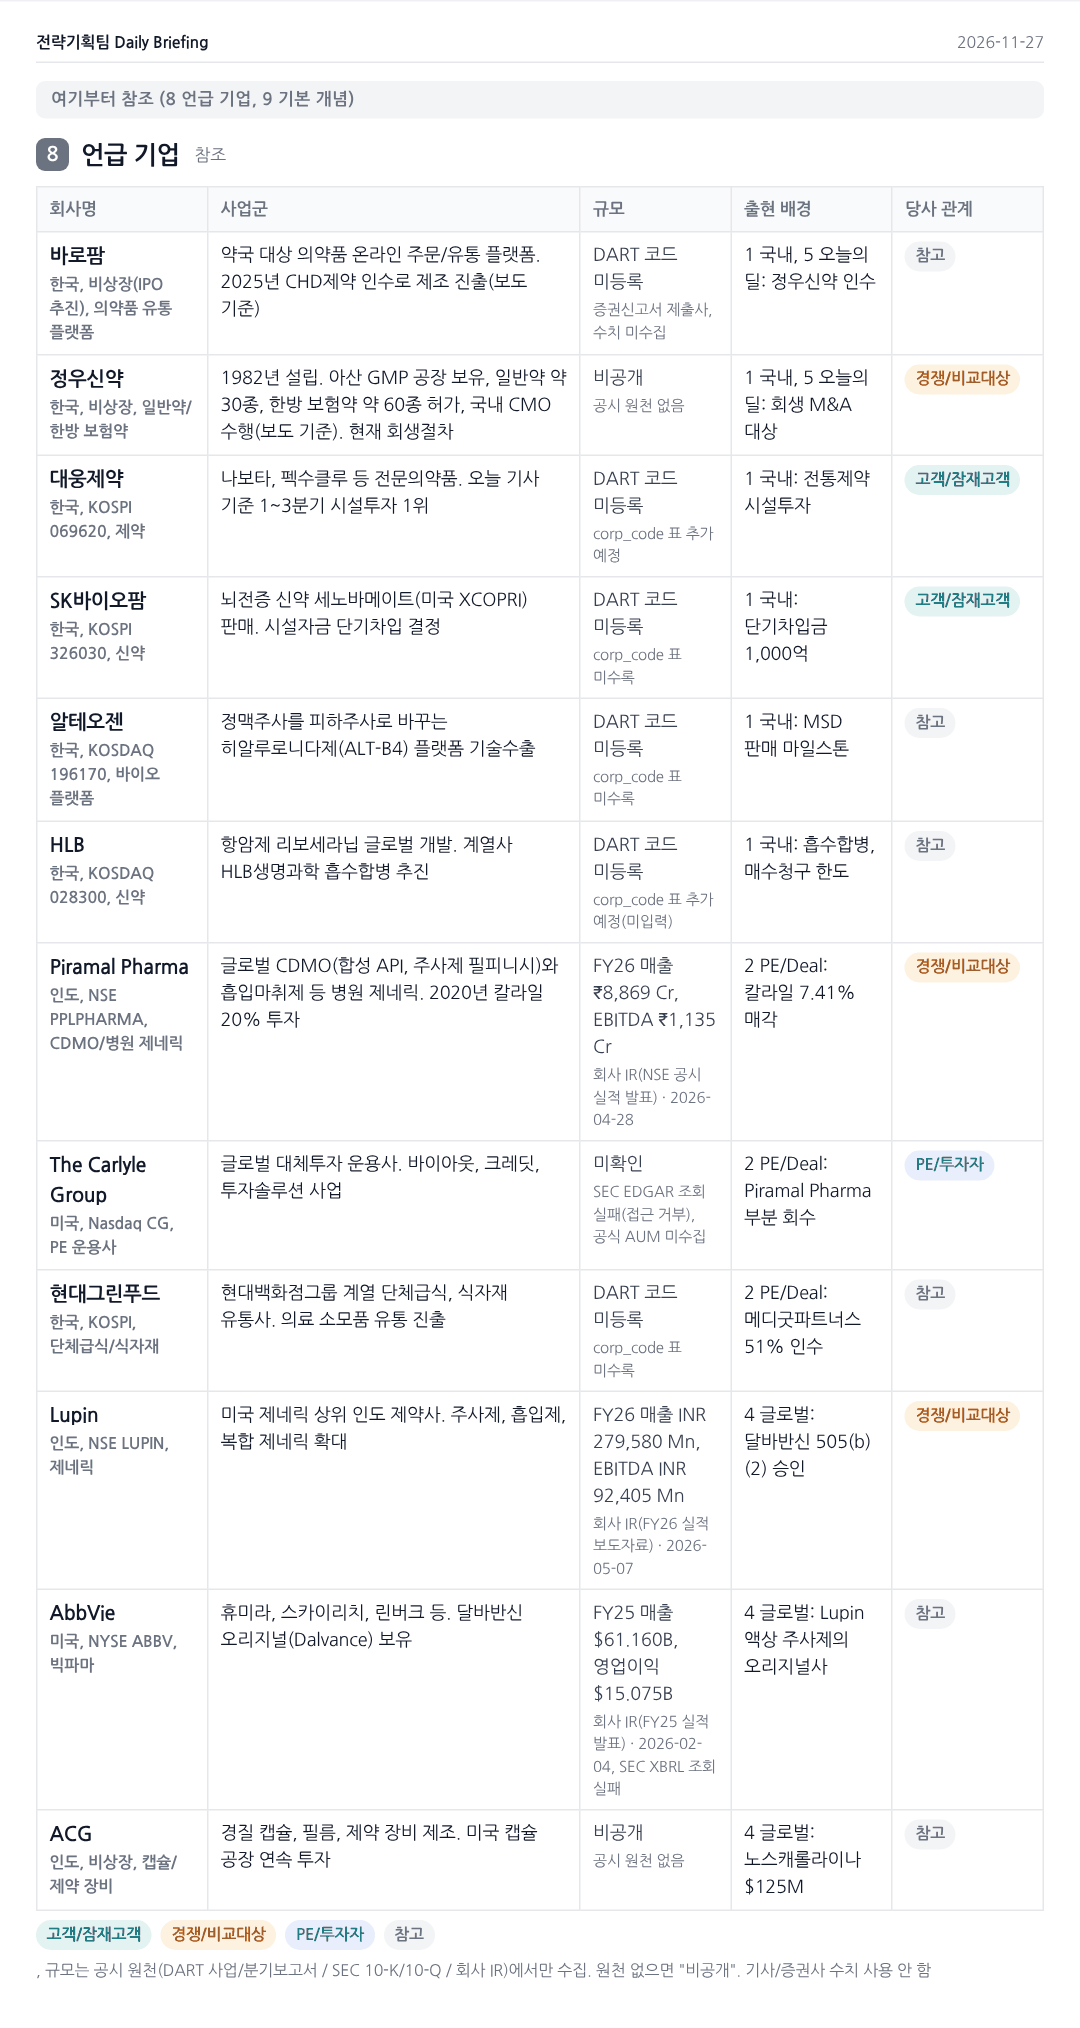 전략기획팀 Daily Briefing
2026-11-27
여기부터 참조 (8 언급 기업, 9 기본 개념)
8 언급 기업 참조
회사명
사업군
규모
출현 배경
당사 관계
바로팜
한국, 비상장(IPO
추진), 의약품 유통
플랫폼
약국 대상 의약품 온라인 주문/유통 플랫폼.
2025년 CHD제약 인수로 제조 진출(보도
기준)
DART 코드
미등록
증권신고서 제출사,
수치 미수집
1 국내, 5 오늘의
딜: 정우신약 인수
참고
정우신약
한국, 비상장, 일반약/
한방 보험약
1982년 설립. 아산 GMP 공장 보유, 일반약 약
30종, 한방 보험약 약 60종 허가, 국내 CMO
수행(보도 기준). 현재 회생절차
비공개
공시 원천 없음
1 국내, 5 오늘의
딜: 회생 M&A
대상
경쟁/비교대상
대웅제약
한국, KOSPI
069620, 제약
나보타, 펙수클루 등 전문의약품. 오늘 기사
기준 1~3분기 시설투자 1위
DART 코드
미등록
corp_code 표 추가
예정
1 국내: 전통제약
시설투자
고객/잠재고객
SK바이오팜
한국, KOSPI
326030, 신약
뇌전증 신약 세노바메이트(미국 XCOPRI)
판매. 시설자금 단기차입 결정
DART 코드
미등록
corp_code 표
미수록
1 국내:
단기차입금
1,000억
고객/잠재고객
알테오젠
한국, KOSDAQ
196170, 바이오
플랫폼
정맥주사를 피하주사로 바꾸는
히알루로니다제(ALT-B4) 플랫폼 기술수출
DART 코드
미등록
corp_code 표
미수록
1 국내: MSD
판매 마일스톤
참고
HLB
한국, KOSDAQ
028300, 신약
항암제 리보세라닙 글로벌 개발. 계열사
HLB생명과학 흡수합병 추진
DART 코드
미등록
corp_code 표 추가
예정(미입력)
1 국내: 흡수합병,
매수청구 한도
참고
Piramal Pharma
인도, NSE
PPLPHARMA,
CDMO/병원 제네릭
글로벌 CDMO(합성 API, 주사제 필피니시)와
흡입마취제 등 병원 제네릭. 2020년 칼라일
20% 투자
FY26 매출
₹8,869 Cr,
EBITDA ₹1,135
Cr
회사 IR(NSE 공시
실적 발표) · 2026-
04-28
2 PE/Deal:
칼라일 7.41%
매각
경쟁/비교대상
The Carlyle
Group
미국, Nasdaq CG,
PE 운용사
글로벌 대체투자 운용사. 바이아웃, 크레딧,
투자솔루션 사업
미확인
SEC EDGAR 조회
실패(접근 거부),
공식 AUM 미수집
2 PE/Deal:
Piramal Pharma
부분 회수
PE/투자자
현대그린푸드
한국, KOSPI,
단체급식/식자재
현대백화점그룹 계열 단체급식, 식자재
유통사. 의료 소모품 유통 진출
DART 코드
미등록
corp_code 표
미수록
2 PE/Deal:
메디굿파트너스
51% 인수
참고
Lupin
인도, NSE LUPIN,
제네릭
미국 제네릭 상위 인도 제약사. 주사제, 흡입제,
복합 제네릭 확대
FY26 매출 INR
279,580 Mn,
EBITDA INR
92,405 Mn
회사 IR(FY26 실적
보도자료) · 2026-
05-07
4 글로벌:
달바반신 505(b)
(2) 승인
경쟁/비교대상
AbbVie
미국, NYSE ABBV,
빅파마
휴미라, 스카이리치, 린버크 등. 달바반신
오리지널(Dalvance) 보유
FY25 매출
$61.160B,
영업이익
$15.075B
회사 IR(FY25 실적
발표) · 2026-02-
04, SEC XBRL 조회
실패
4 글로벌: Lupin
액상 주사제의
오리지널사
참고
ACG
인도, 비상장, 캡슐/
제약 장비
경질 캡슐, 필름, 제약 장비 제조. 미국 캡슐
공장 연속 투자
비공개
공시 원천 없음
4 글로벌:
노스캐롤라이나
$125M
참고
고객/잠재고객 경쟁/비교대상 PE/투자자 참고
, 규모는 공시 원천(DART 사업/분기보고서 / SEC 10-K/10-Q / 회사 IR)에서만 수집. 원천 없으면 "비공개". 기사/증권사 수치 사용 안 함